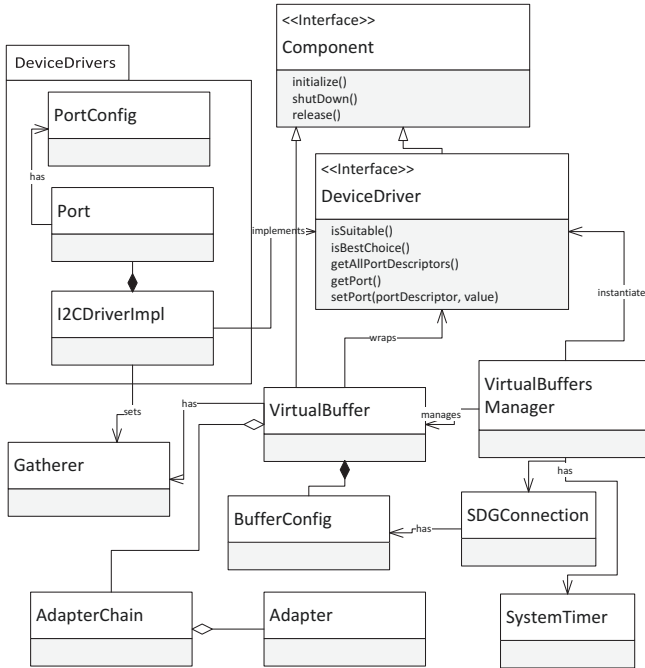 <<Interface>>
Component
initialize()
shutDown()
release()
DeviceDrivers
PortConfig
has
Port
I2CDriverImpl
implements
<<Interface>>
DeviceDriver
isSuitable()
isBestChoice()
getAllPortDescriptors()
getPort()
setPort(portDescriptor, value)
instantiate
wraps
sets
has
VirtualBuffer
manages
VirtualBuffers
Manager
Gatherer
has
BufferConfig
has
SDGConnection
AdapterChain
Adapter
SystemTimer